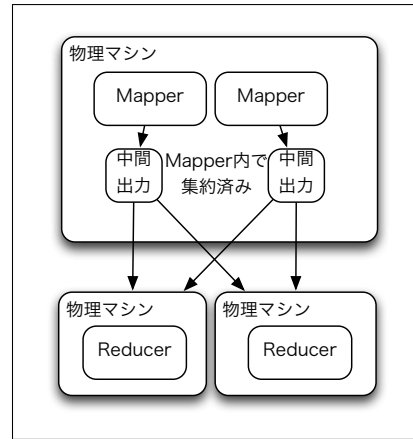 物理マシン
Mapper
Mapper
中間
出力
Mapper内で
集約済み
中間
出力
物理マシン
Reducer
物理マシン
Reducer